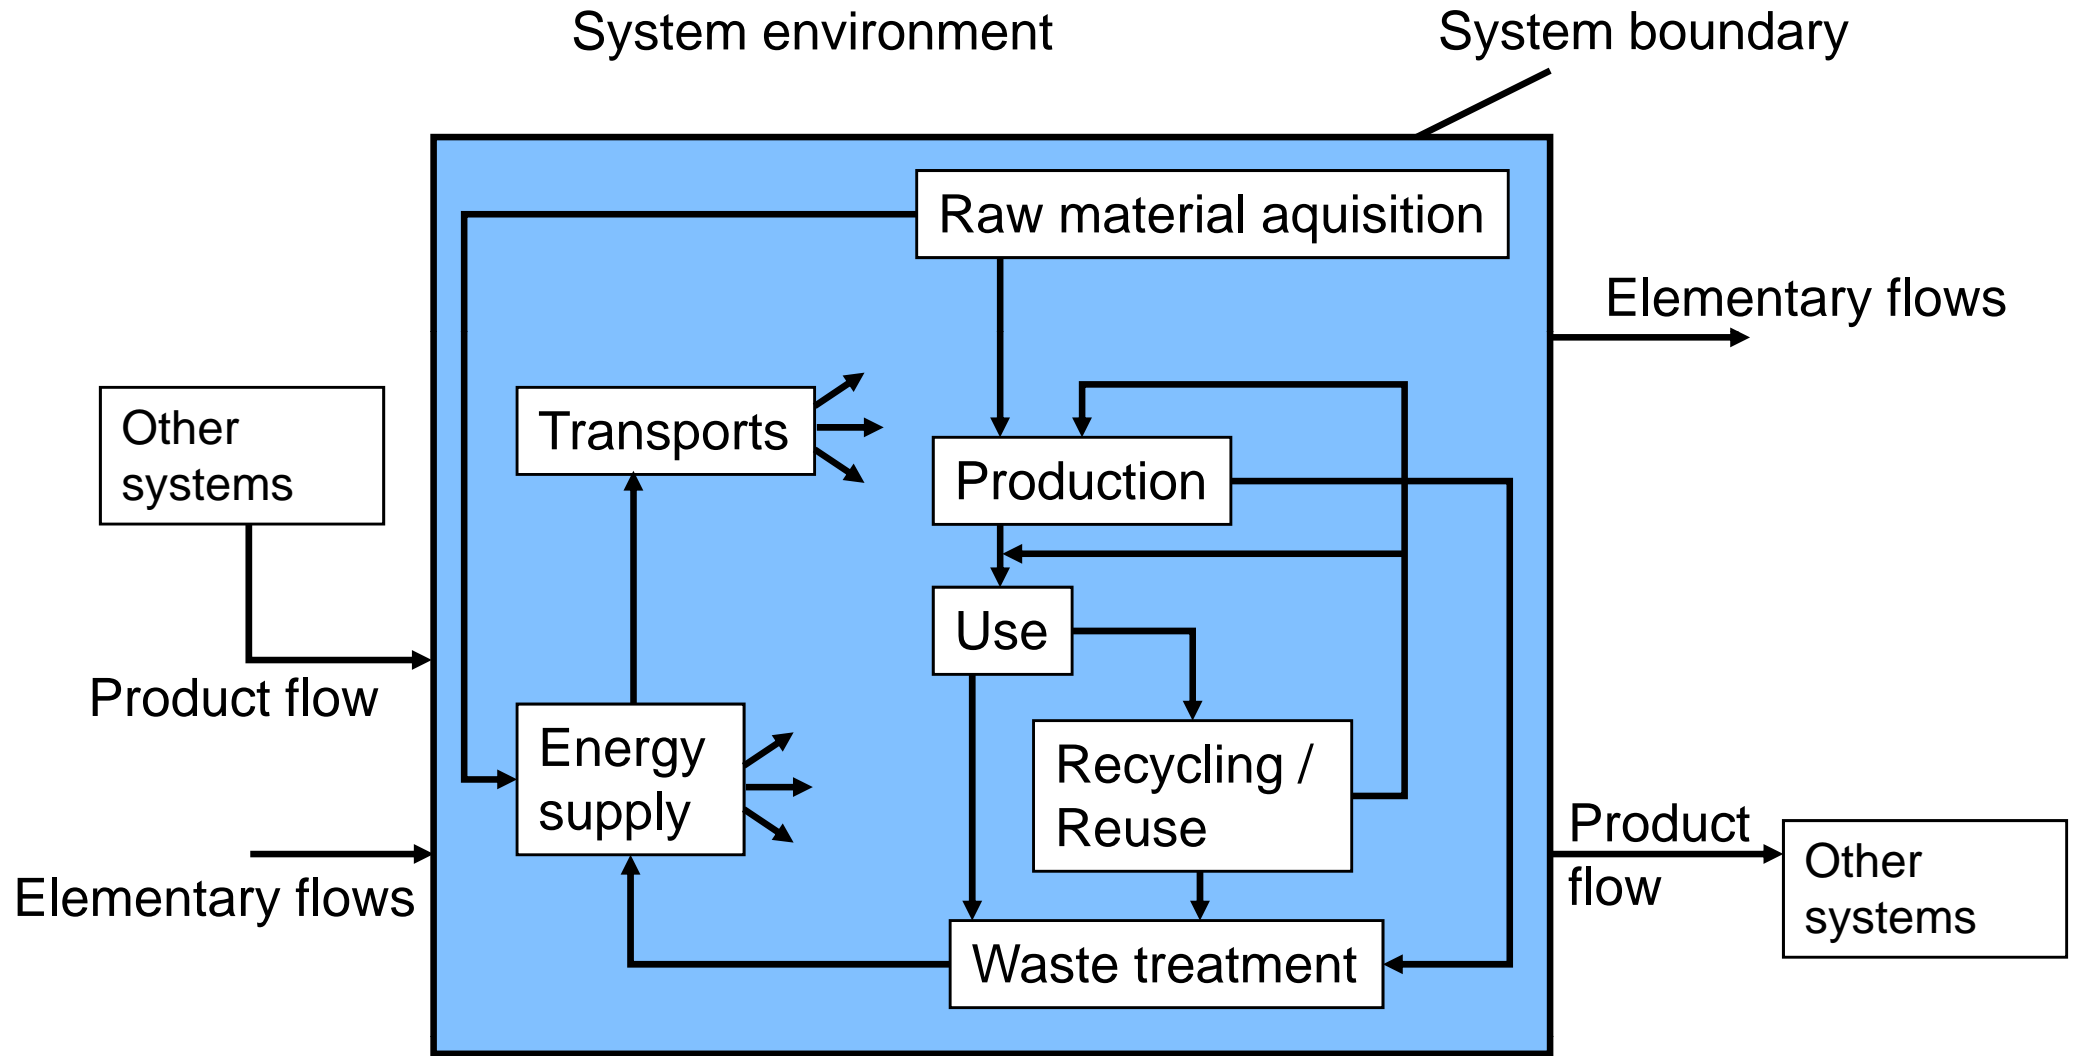 System environment
System boundary
Raw material aquisition
Elementary flows
Other
systems
Transports
Production
Use
Product flow
Energy
supply
Recycling /
Reuse
Product
flow
Other
systems
Elementary flows
Waste treatment